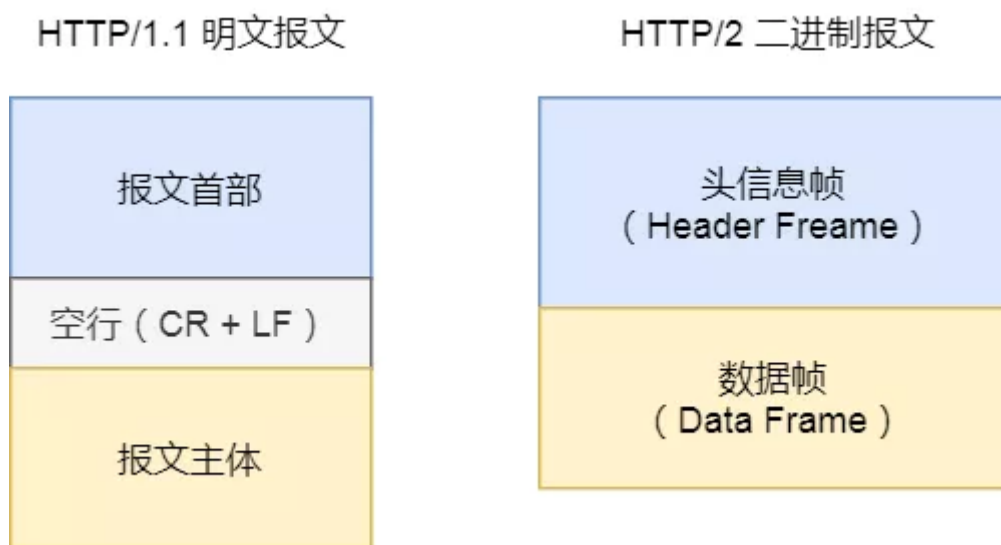 HTTP/1.1 明文报文
HTTP/2 二进制报文
报文首部
空行（CR + LF）
报文主体
头信息帧
（Header Freame）
数据帧
（Data Frame）